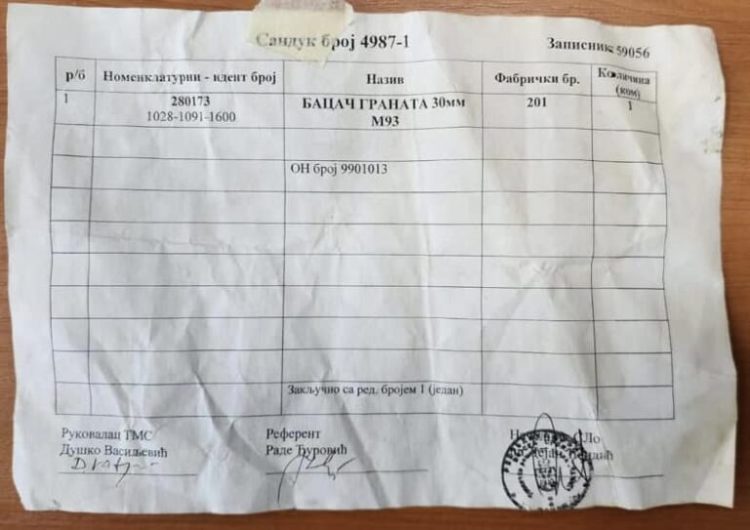 Сандук број 4987-1
Записник 59056
р/б Номенклатурни - идент број Назив Фабрички бр. Количина (ком)
1 280173 БАЦАЧ ГРАНАТА 30мм 201 1
1028-1091-1600 М93
ОН број 9901013
Закључно са ред. бројем 1 (један)
Руковалац ТМС Референт СЛо
Душко Васиљевић Раде Ђуровић